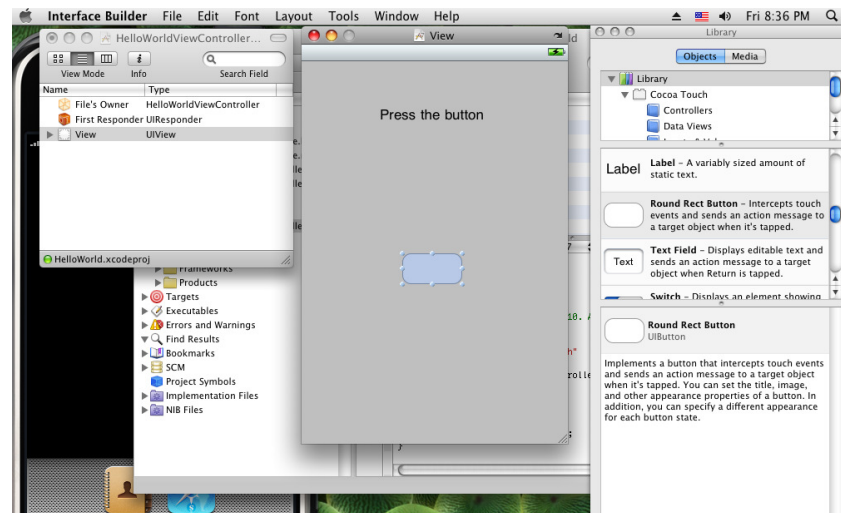 Interface Builder File Edit Font Layout Tools Window Help Fri 8:36 PM
HelloWorldViewController...
View Mode Info Search Field
Name Type
File's Owner HelloWorldViewController
First Responder UIResponder
View UIView
HelloWorld.xcodeproj
Frameworks
Products
Targets
Executables
Errors and Warnings
Find Results
Bookmarks
SCM
Project Symbols
Implementation Files
NIB Files
View
Press the button
Library
Objects Media
Library
Cocoa Touch
Controllers
Data Views
Label
Label – A variably sized amount of
static text.
Round Rect Button – Intercepts touch
events and sends an action message to
a target object when it's tapped.
Text
Text Field – Displays editable text and
sends an action message to a target
object when Return is tapped.
Switch – Displays an element showing
Round Rect Button
UIButton
Implements a button that intercepts touch events
and sends an action message to a target object
when it's tapped. You can set the title, image,
and other appearance properties of a button. In
addition, you can specify a different appearance
for each button state.